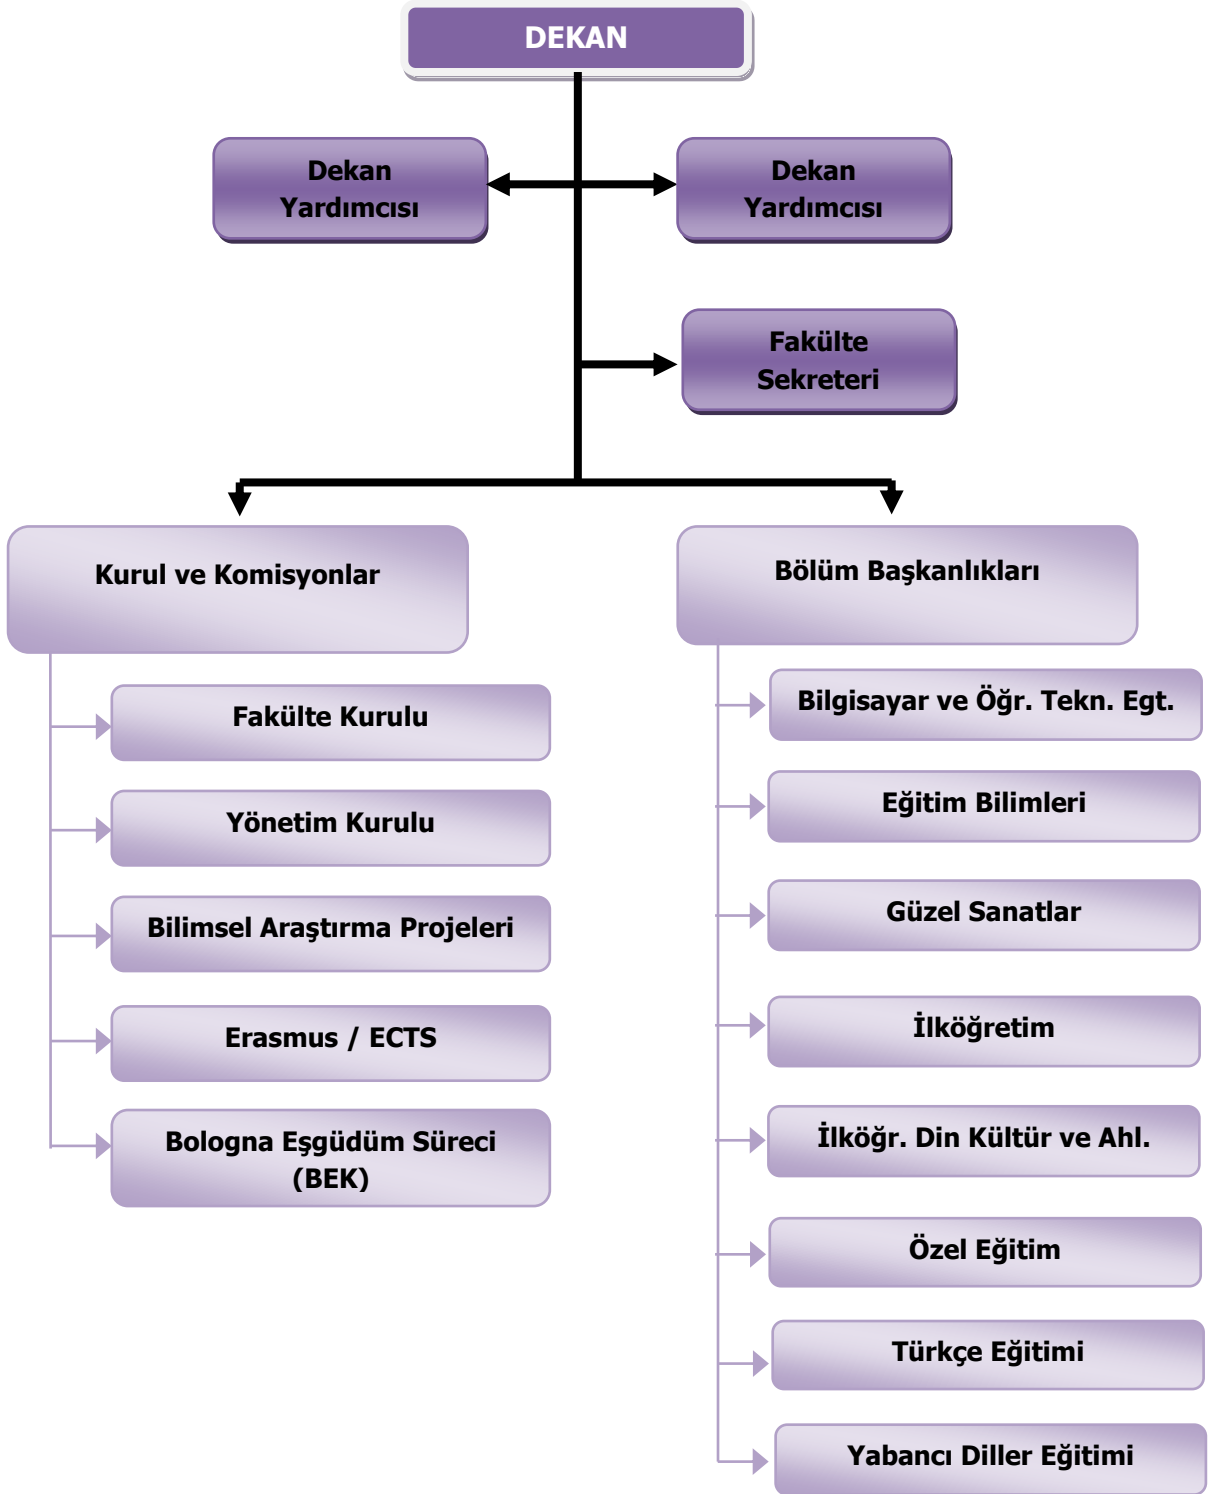 DEKAN
Dekan
Yardımcısı
Dekan
Yardımcısı
Fakülte
Sekreteri
Kurul ve Komisyonlar
Fakülte Kurulu
Yönetim Kurulu
Bilimsel Araştırma Projeleri
Erasmus / ECTS
Bologna Eşgüdüm Süreci
(BEK)
Bölüm Başkanlıkları
Bilgisayar ve Öğr. Tekn. Egt.
Eğitim Bilimleri
Güzel Sanatlar
İlköğretim
İlköğr. Din Kültür ve Ahl.
Özel Eğitim
Türkçe Eğitimi
Yabancı Diller Eğitimi